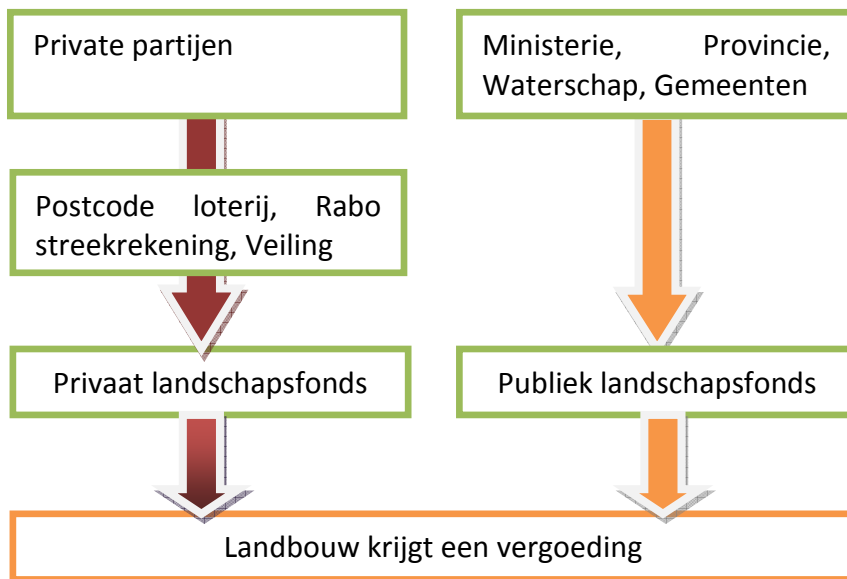 Private partijen
Ministerie, Provincie,
Waterschap, Gemeenten
Postcode loterij, Rabo
streekrekening, Veiling
Privaat landschapsfonds
Publiek landschapsfonds
Landbouw krijgt een vergoeding